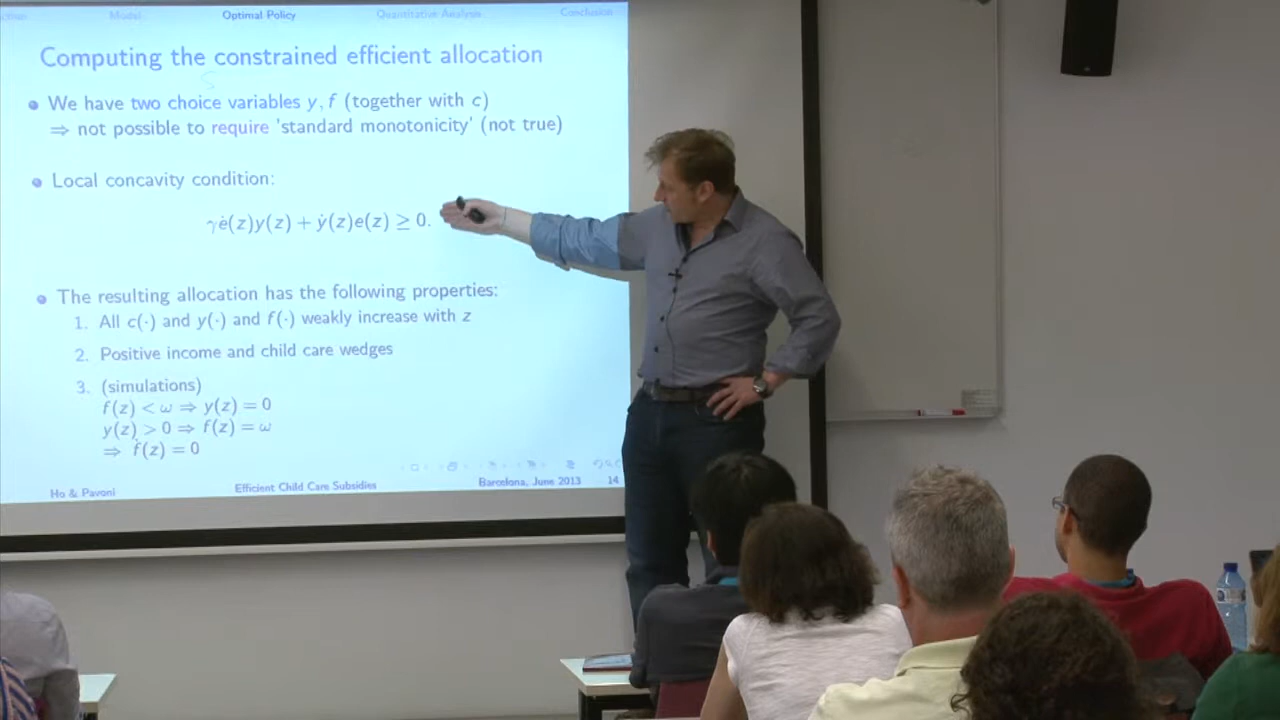 Model Optimal Policy Quantitative Analysis Conclusion
Computing the constrained efficient allocation
We have two choice variables y, f (together with c)
⇒ not possible to require 'standard monotonicity' (not true)
Local concavity condition:
γė(z)y(z) + ẏ(z)e(z) ≥ 0.
The resulting allocation has the following properties:
1. All c(·) and y(·) and f(·) weakly increase with z
2. Positive income and child care wedges
3. (simulations)
f(z) < ω ⇒ y(z) = 0
y(z) > 0 ⇒ f(z) = ω
⇒ ḟ(z) = 0
Ho & Pavoni Efficient Child Care Subsidies Barcelona, June 2013 14